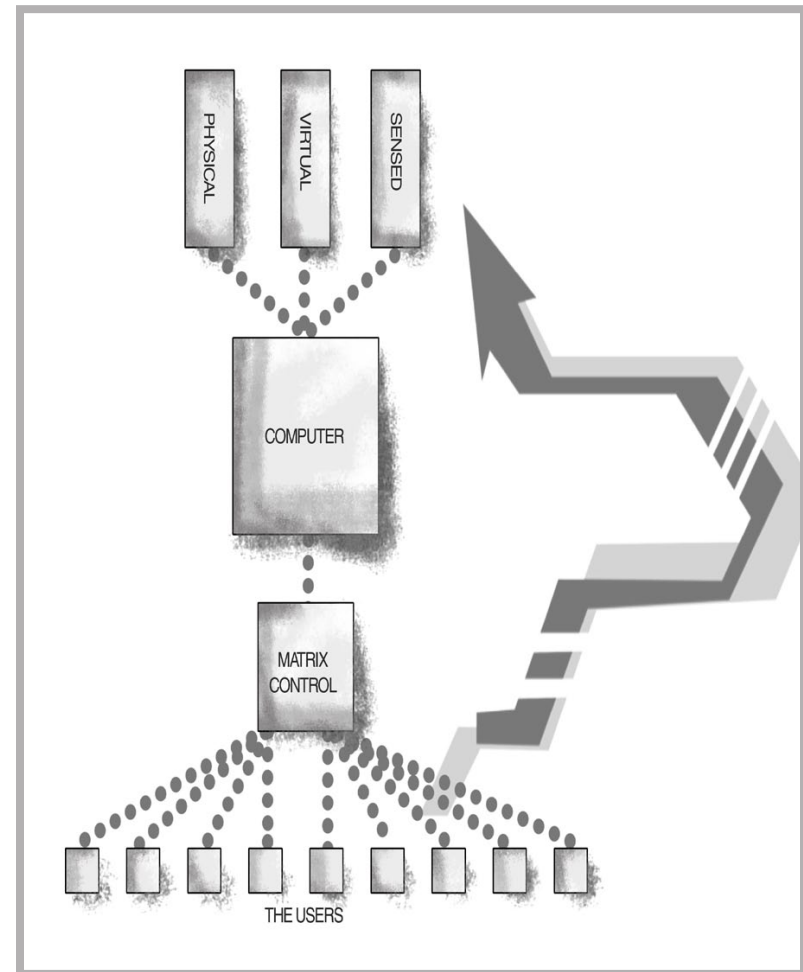 PHYSICAL
VIRTUAL
SENSED
COMPUTER
MATRIX
CONTROL
THE USERS